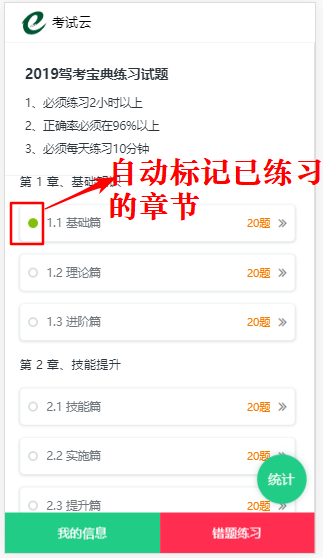 考试云
2019驾考宝典练习试题
1、必须练习2小时以上
2、正确率必须在96%以上
3、必须每天练习10分钟
第 1 章、基础
自动标记已练习
的章节
1.1 基础篇 20题
1.2 理论篇 20题
1.3 进阶篇 20题
第 2 章、技能提升
2.1 技能篇 20题
2.2 实施篇 20题
统计
2.3 提升篇 20题
我的信息 错题练习